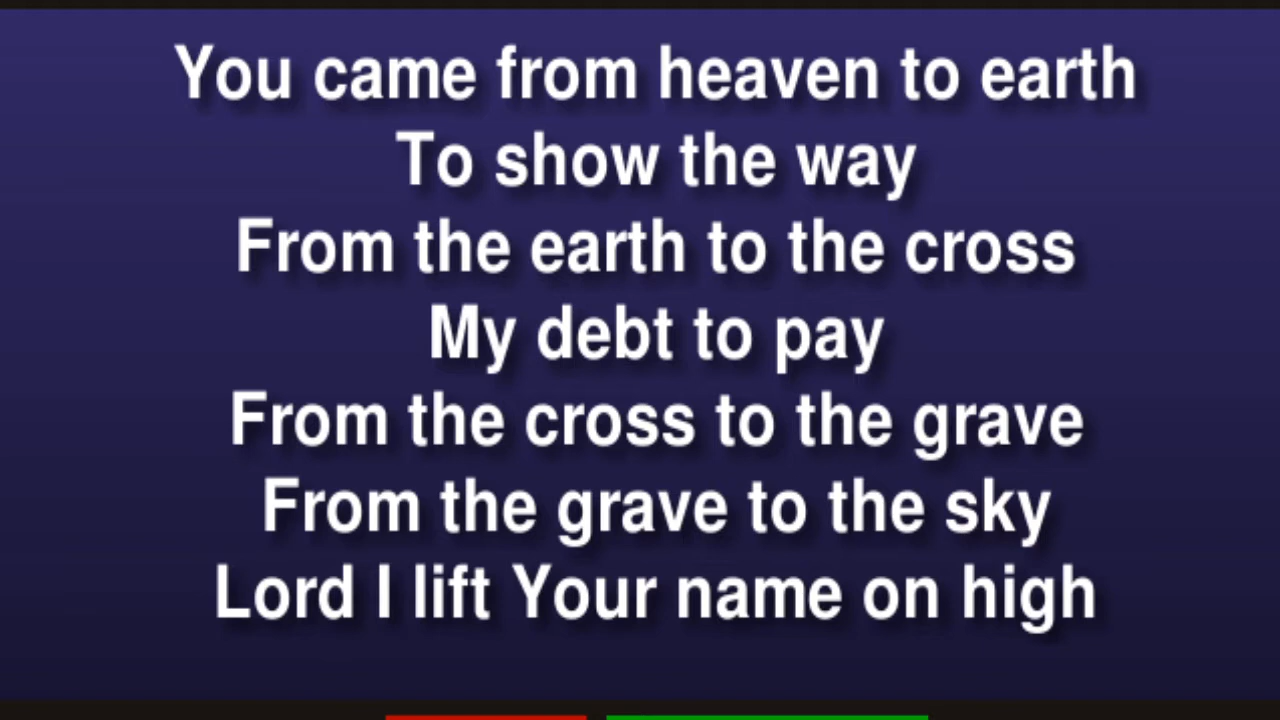 You came from heaven to earth
To show the way
From the earth to the cross
My debt to pay
From the cross to the grave
From the grave to the sky
Lord I lift Your name on high